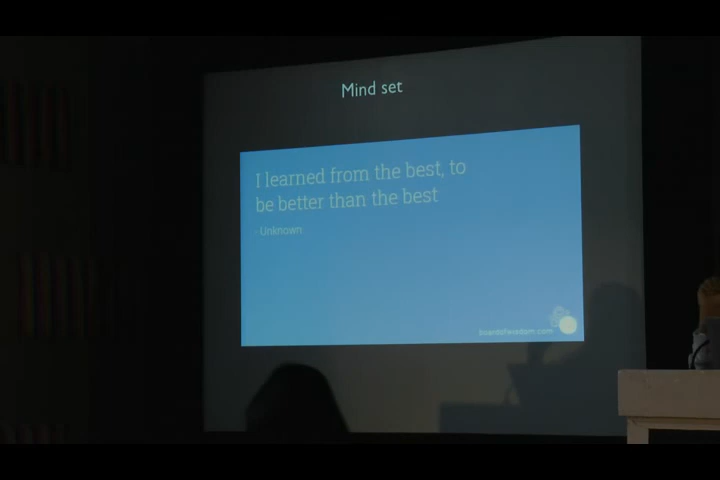 Mind set
I learned from the best, to
be better than the best
- Unknown